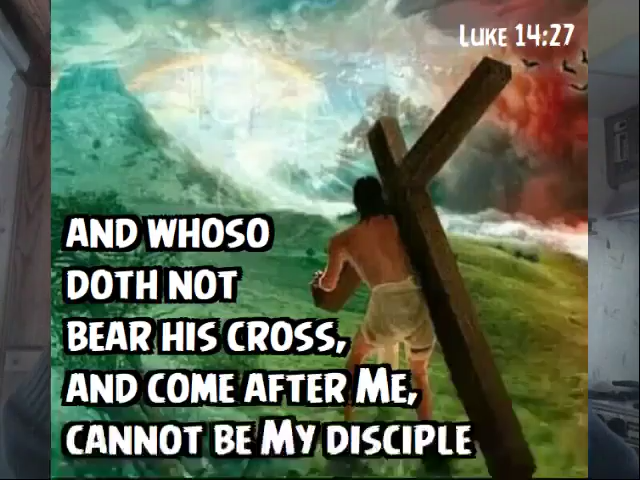 Luke 14:27
AND WHOSO
DOTH NOT
BEAR HIS CROSS,
AND COME AFTER ME,
CANNOT BE MY DISCIPLE